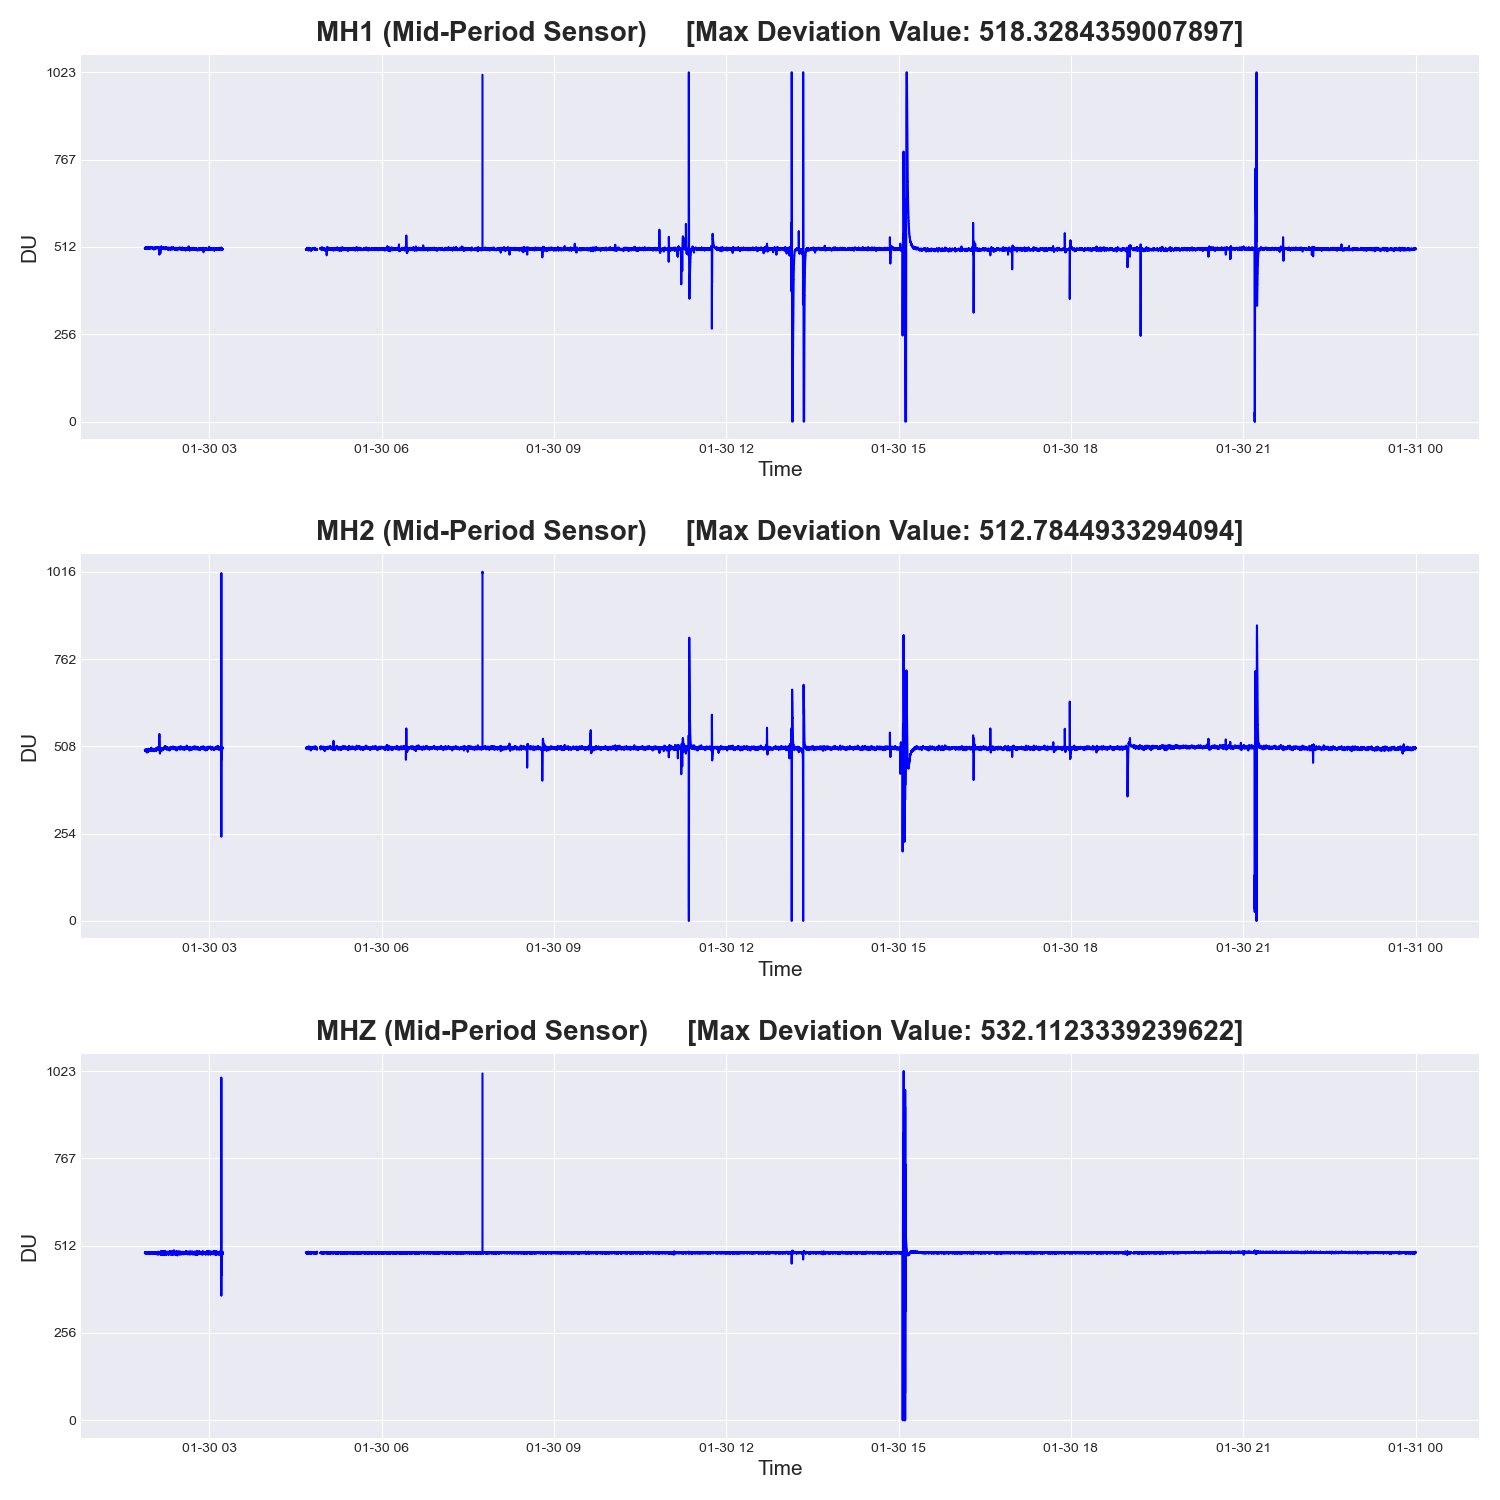 MH1 (Mid-Period Sensor) [Max Deviation Value: 518.3284359007897]
1023
767
512
256
0
DU
01-30 03 01-30 06 01-30 09 01-30 12 01-30 15 01-30 18 01-30 21 01-31 00
Time
MH2 (Mid-Period Sensor) [Max Deviation Value: 512.7844933294094]
1016
762
508
254
0
DU
01-30 03 01-30 06 01-30 09 01-30 12 01-30 15 01-30 18 01-30 21 01-31 00
Time
MHZ (Mid-Period Sensor) [Max Deviation Value: 532.1123339239622]
1023
767
512
256
0
DU
01-30 03 01-30 06 01-30 09 01-30 12 01-30 15 01-30 18 01-30 21 01-31 00
Time